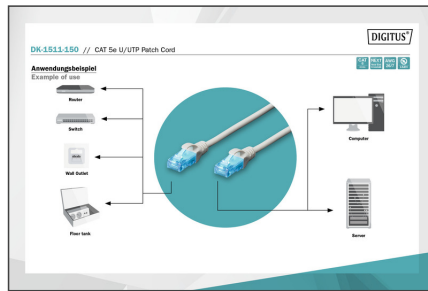 DIGITUS®
DK-1511-150 // CAT 5e U/UTP Patch Cord
Anwendungsbeispiel
Example of use
Router
Switch
Wall Outlet
Floor tank
Computer
Server